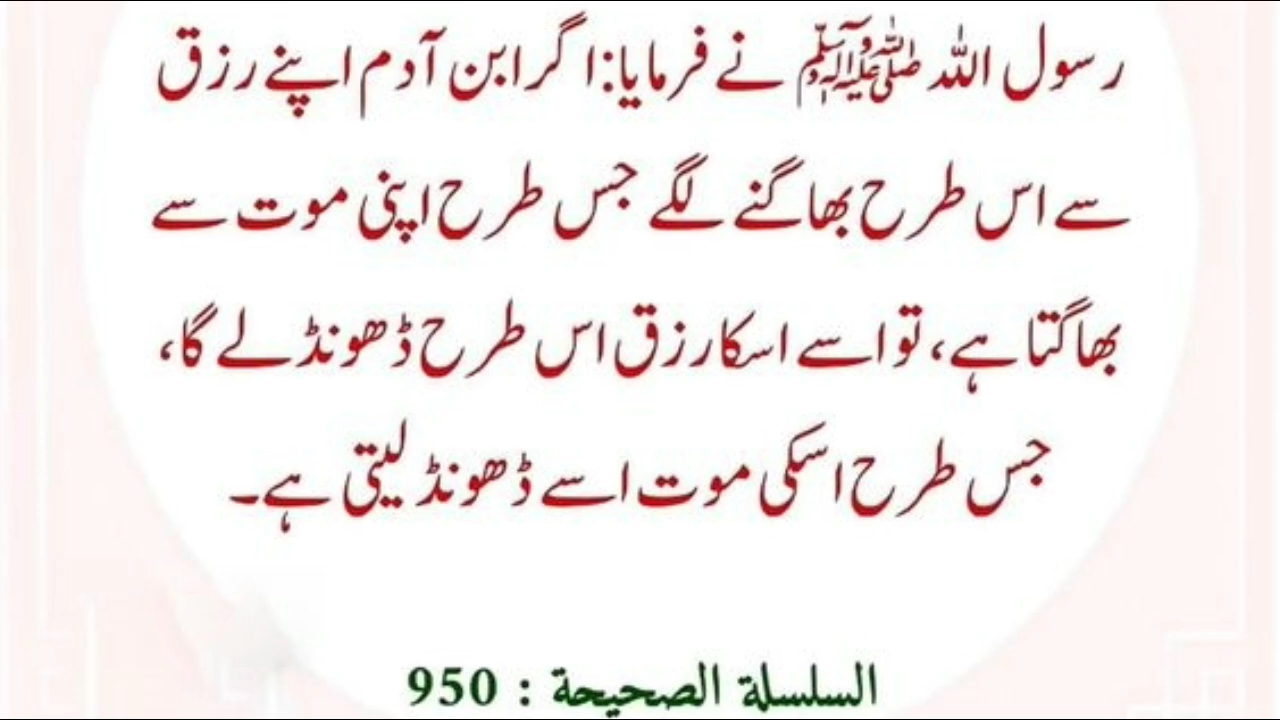 رسول اللہ ﷺ نے فرمایا: اگر ابن آدم اپنے رزق
سے اس طرح بھاگنے لگے جس طرح اپنی موت سے
بھاگتا ہے، تو اسے اسکا رزق اس طرح ڈھونڈ لے گا،
جس طرح اسکی موت اسے ڈھونڈ لیتی ہے۔
السلسلة الصحيحة : 950